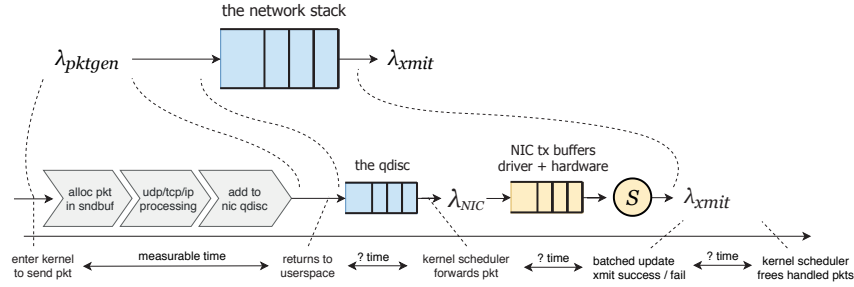 the network stack
λpktgen
λxmit
the qdisc
NIC tx buffers
driver + hardware
alloc pkt
in sndbuf
udp/tcp/ip
processing
add to
nic qdisc
λNIC
S
λxmit
enter kernel
to send pkt
measurable time
returns to
userspace
? time
kernel scheduler
forwards pkt
? time
batched update
xmit success / fail
? time
kernel scheduler
frees handled pkts